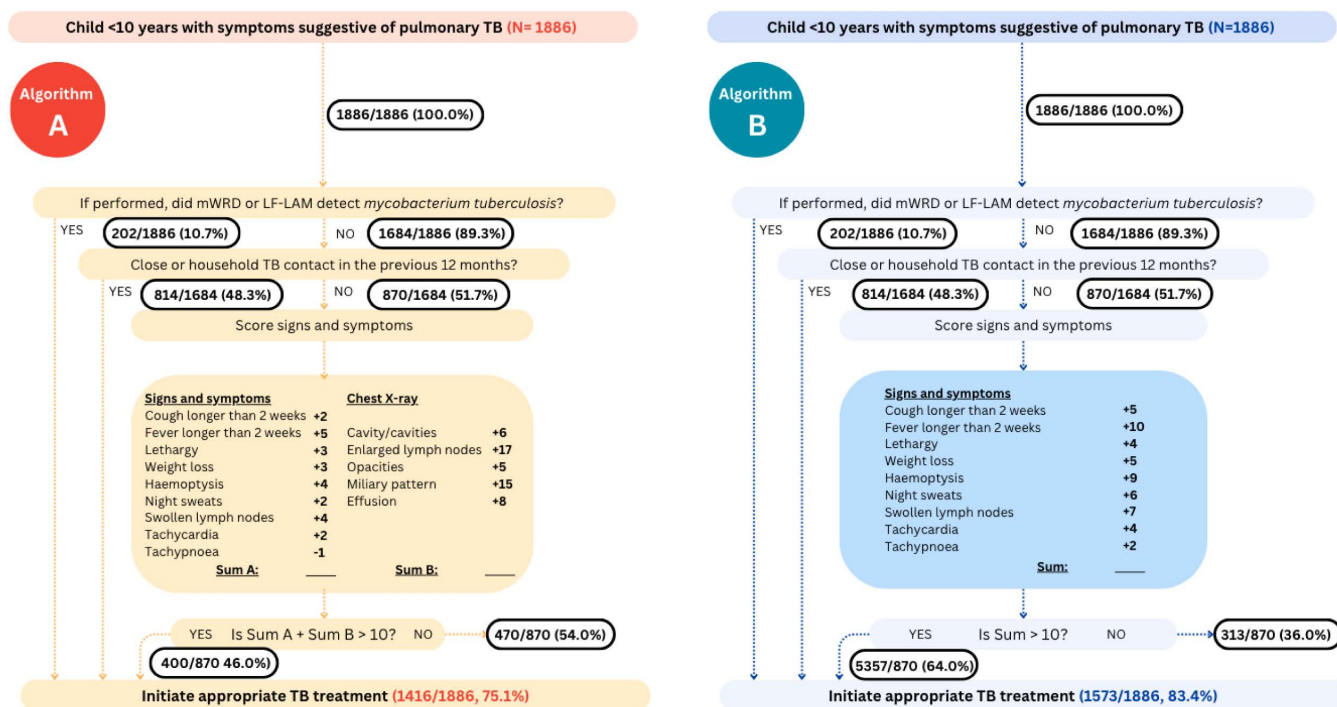 Child <10 years with symptoms suggestive of pulmonary TB (N= 1886)
Algorithm
A
1886/1886 (100.0%)
If performed, did mWRD or LF-LAM detect mycobacterium tuberculosis?
YES
202/1886 (10.7%)
NO
1684/1886 (89.3%)
Close or household TB contact in the previous 12 months?
YES
814/1684 (48.3%)
NO
870/1684 (51.7%)
Score signs and symptoms
Signs and symptoms
Cough longer than 2 weeks +2
Fever longer than 2 weeks +5
Lethargy +3
Weight loss +3
Haemoptysis +4
Night sweats +2
Swollen lymph nodes +4
Tachycardia +2
Tachypnoea -1
Sum A: ____
Chest X-ray
Cavity/cavities +6
Enlarged lymph nodes +17
Opacities +5
Miliary pattern +15
Effusion +8
Sum B: ____
YES Is Sum A + Sum B > 10? NO
470/870 (54.0%)
400/870 46.0%)
Initiate appropriate TB treatment (1416/1886, 75.1%)
Child <10 years with symptoms suggestive of pulmonary TB (N=1886)
Algorithm
B
1886/1886 (100.0%)
If performed, did mWRD or LF-LAM detect mycobacterium tuberculosis?
YES
202/1886 (10.7%)
NO
1684/1886 (89.3%)
Close or household TB contact in the previous 12 months?
YES
814/1684 (48.3%)
NO
870/1684 (51.7%)
Score signs and symptoms
Signs and symptoms
Cough longer than 2 weeks +5
Fever longer than 2 weeks +10
Lethargy +4
Weight loss +5
Haemoptysis +9
Night sweats +6
Swollen lymph nodes +7
Tachycardia +4
Tachypnoea +2
Sum: ____
YES Is Sum > 10? NO
313/870 (36.0%)
5357/870 (64.0%)
Initiate appropriate TB treatment (1573/1886, 83.4%)